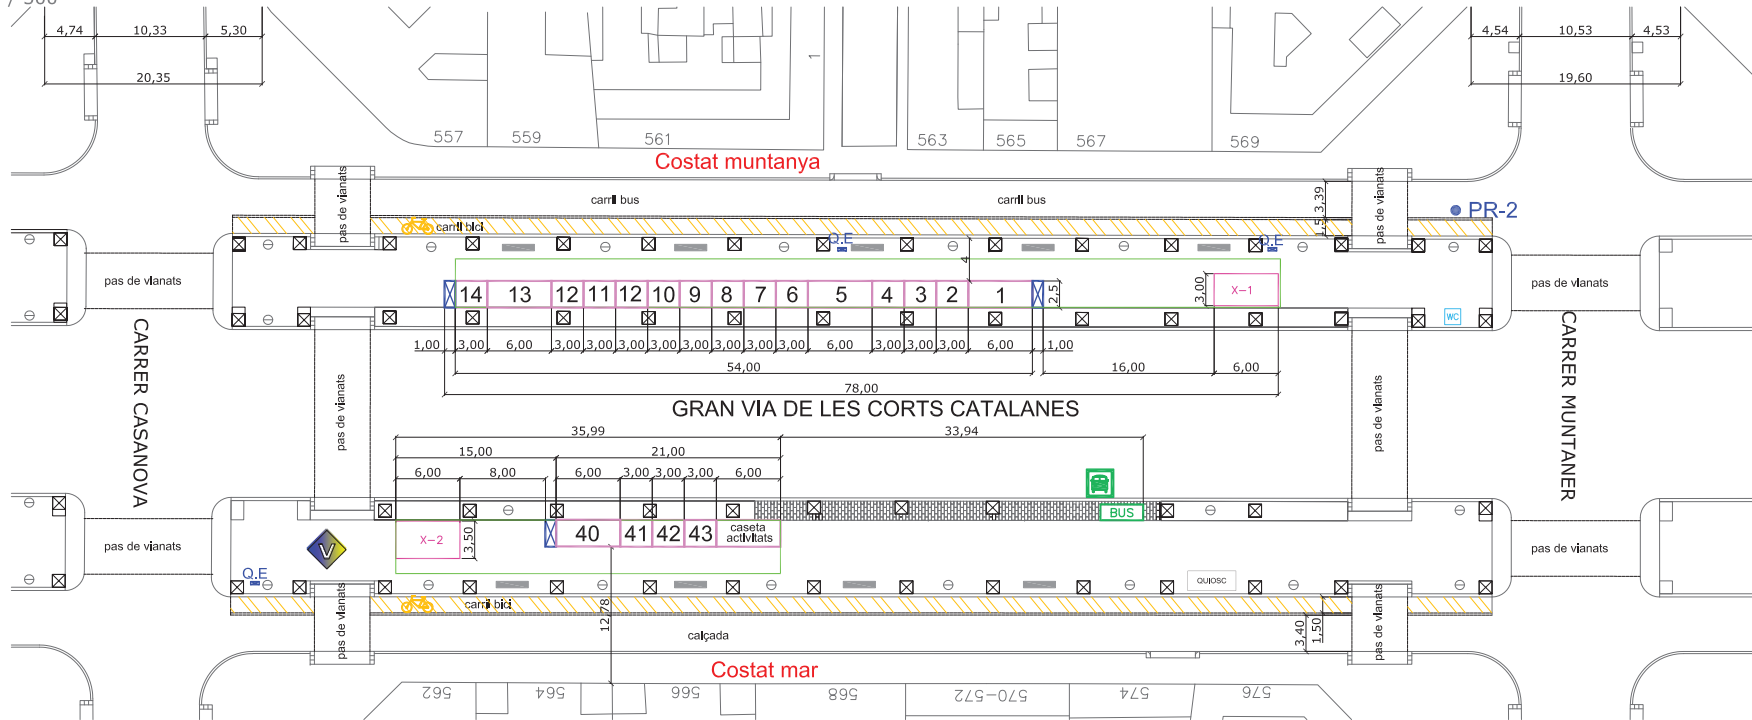 4,74 10,33 5,30
20,35
4,54 10,53 4,53
19,60
1
557 559 561 563 565 567 569
Costat muntanya
pas de vianats
carril bus
carril bus
3,39
pas de vianats
PR-2
carril bici
1,5
Q.E
Q.E
4
pas de vianats
14 13 12 11 12 10 9 8 7 6 5 4 3 2 1
2,5
3,00
X-1
pas de vianats
WC
1,00 3,00 6,00 3,00 3,00 3,00 3,00 3,00 3,00 3,00 3,00 6,00 3,00 3,00 3,00 6,00 1,00
54,00
16,00 6,00
78,00
CARRER CASANOVA
pas de vianats
GRAN VIA DE LES CORTS CATALANES
pas de vianats
CARRER MUNTANER
35,99 33,94
15,00 21,00
6,00 8,00 6,00 3,00 3,00 3,00 6,00
BUS
pas de vianats
V
X-2
3,50
40 41 42 43
caseta
activitats
pas de vianats
Q.E
QUIOSC
pas de vianats
carril bici
12,78
calçada
3,40
1,50
pas de vianats
Costat mar
562 564 566 568 570-572 574 576